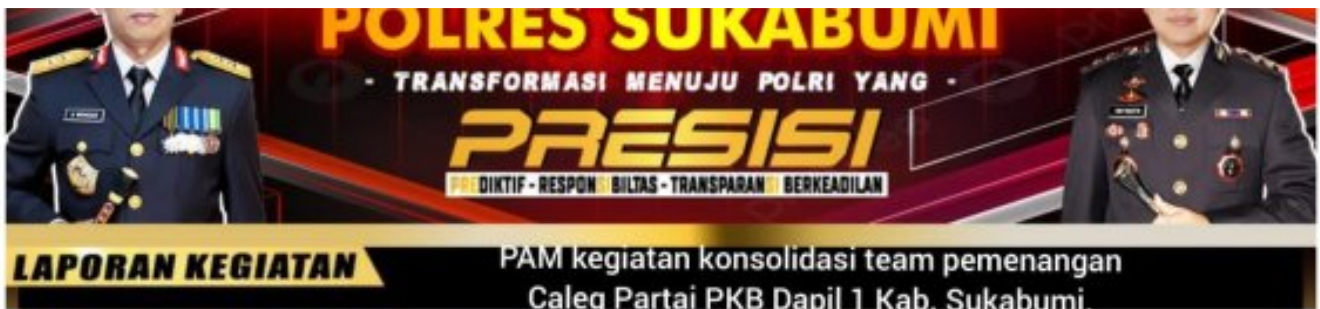 POLRES SUKABUMI
- TRANSFORMASI MENUJU POLRI YANG -
PRESISI
PREDIKTIF - RESPONSIBILTAS - TRANSPARANSI BERKEADILAN
LAPORAN KEGIATAN
PAM kegiatan konsolidasi team pemenangan
Caleg Partai PKB Dapil 1 Kab. Sukabumi.